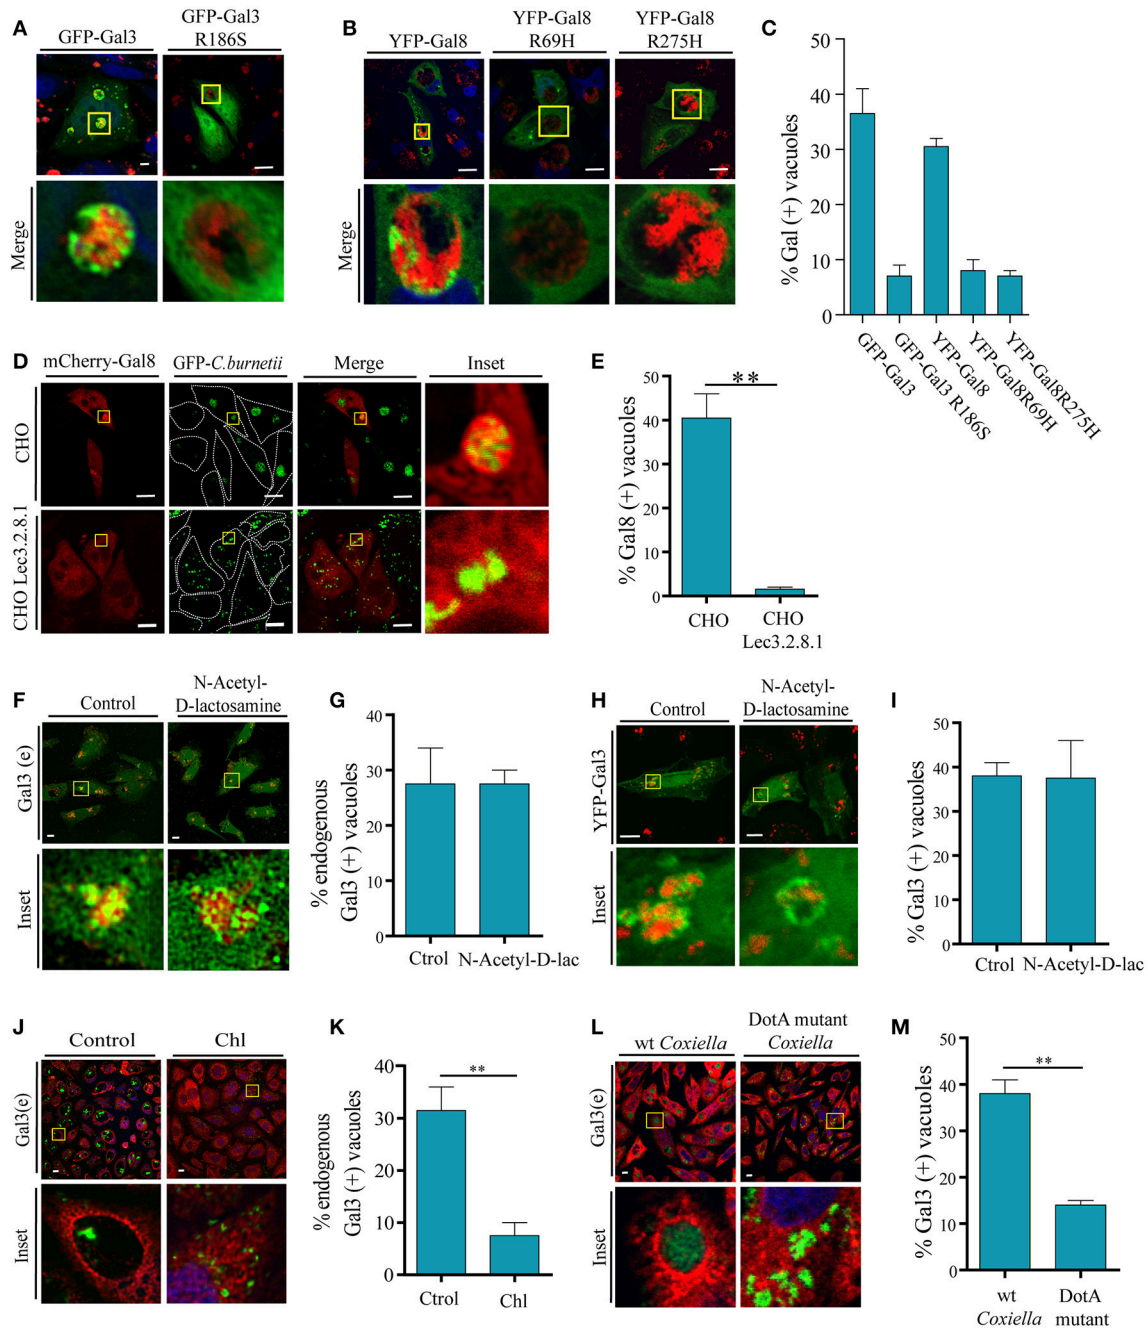 A
GFP-Gal3
GFP-Gal3
R186S
Merge
B
YFP-Gal8
YFP-Gal8
R69H
YFP-Gal8
R275H
Merge
C
% Gal (+) vacuoles
50
40
30
20
10
0
GFP-Gal3
GFP-Gal3 R186S
YFP-Gal8
YFP-Gal8R69H
YFP-Gal8R275H
D
mCherry-Gal8
GFP-C.burnetii
Merge
Inset
CHO
CHO Lec3.2.8.1
E
% Gal8 (+) vacuoles
50
40
30
20
10
0
**
CHO
CHO
Lec3.2.8.1
F
Control
N-Acetyl-
D-lactosamine
Gal3 (e)
Inset
G
% endogenous
Gal3 (+) vacuoles
40
30
20
10
0
Ctrol
N-Acetyl-D-lac
H
Control
N-Acetyl-
D-lactosamine
YFP-Gal3
Inset
I
% Gal3 (+) vacuoles
50
40
30
20
10
0
Ctrol
N-Acetyl-D-lac
J
Control
Chl
Gal3(e)
Inset
K
% endogenous
Gal3 (+) vacuoles
40
30
20
10
0
**
Ctrol
Chl
L
wt Coxiella
DotA mutant
Coxiella
Gal3(e)
Inset
M
% Gal3 (+) vacuoles
50
40
30
20
10
0
**
wt
Coxiella
DotA
mutant